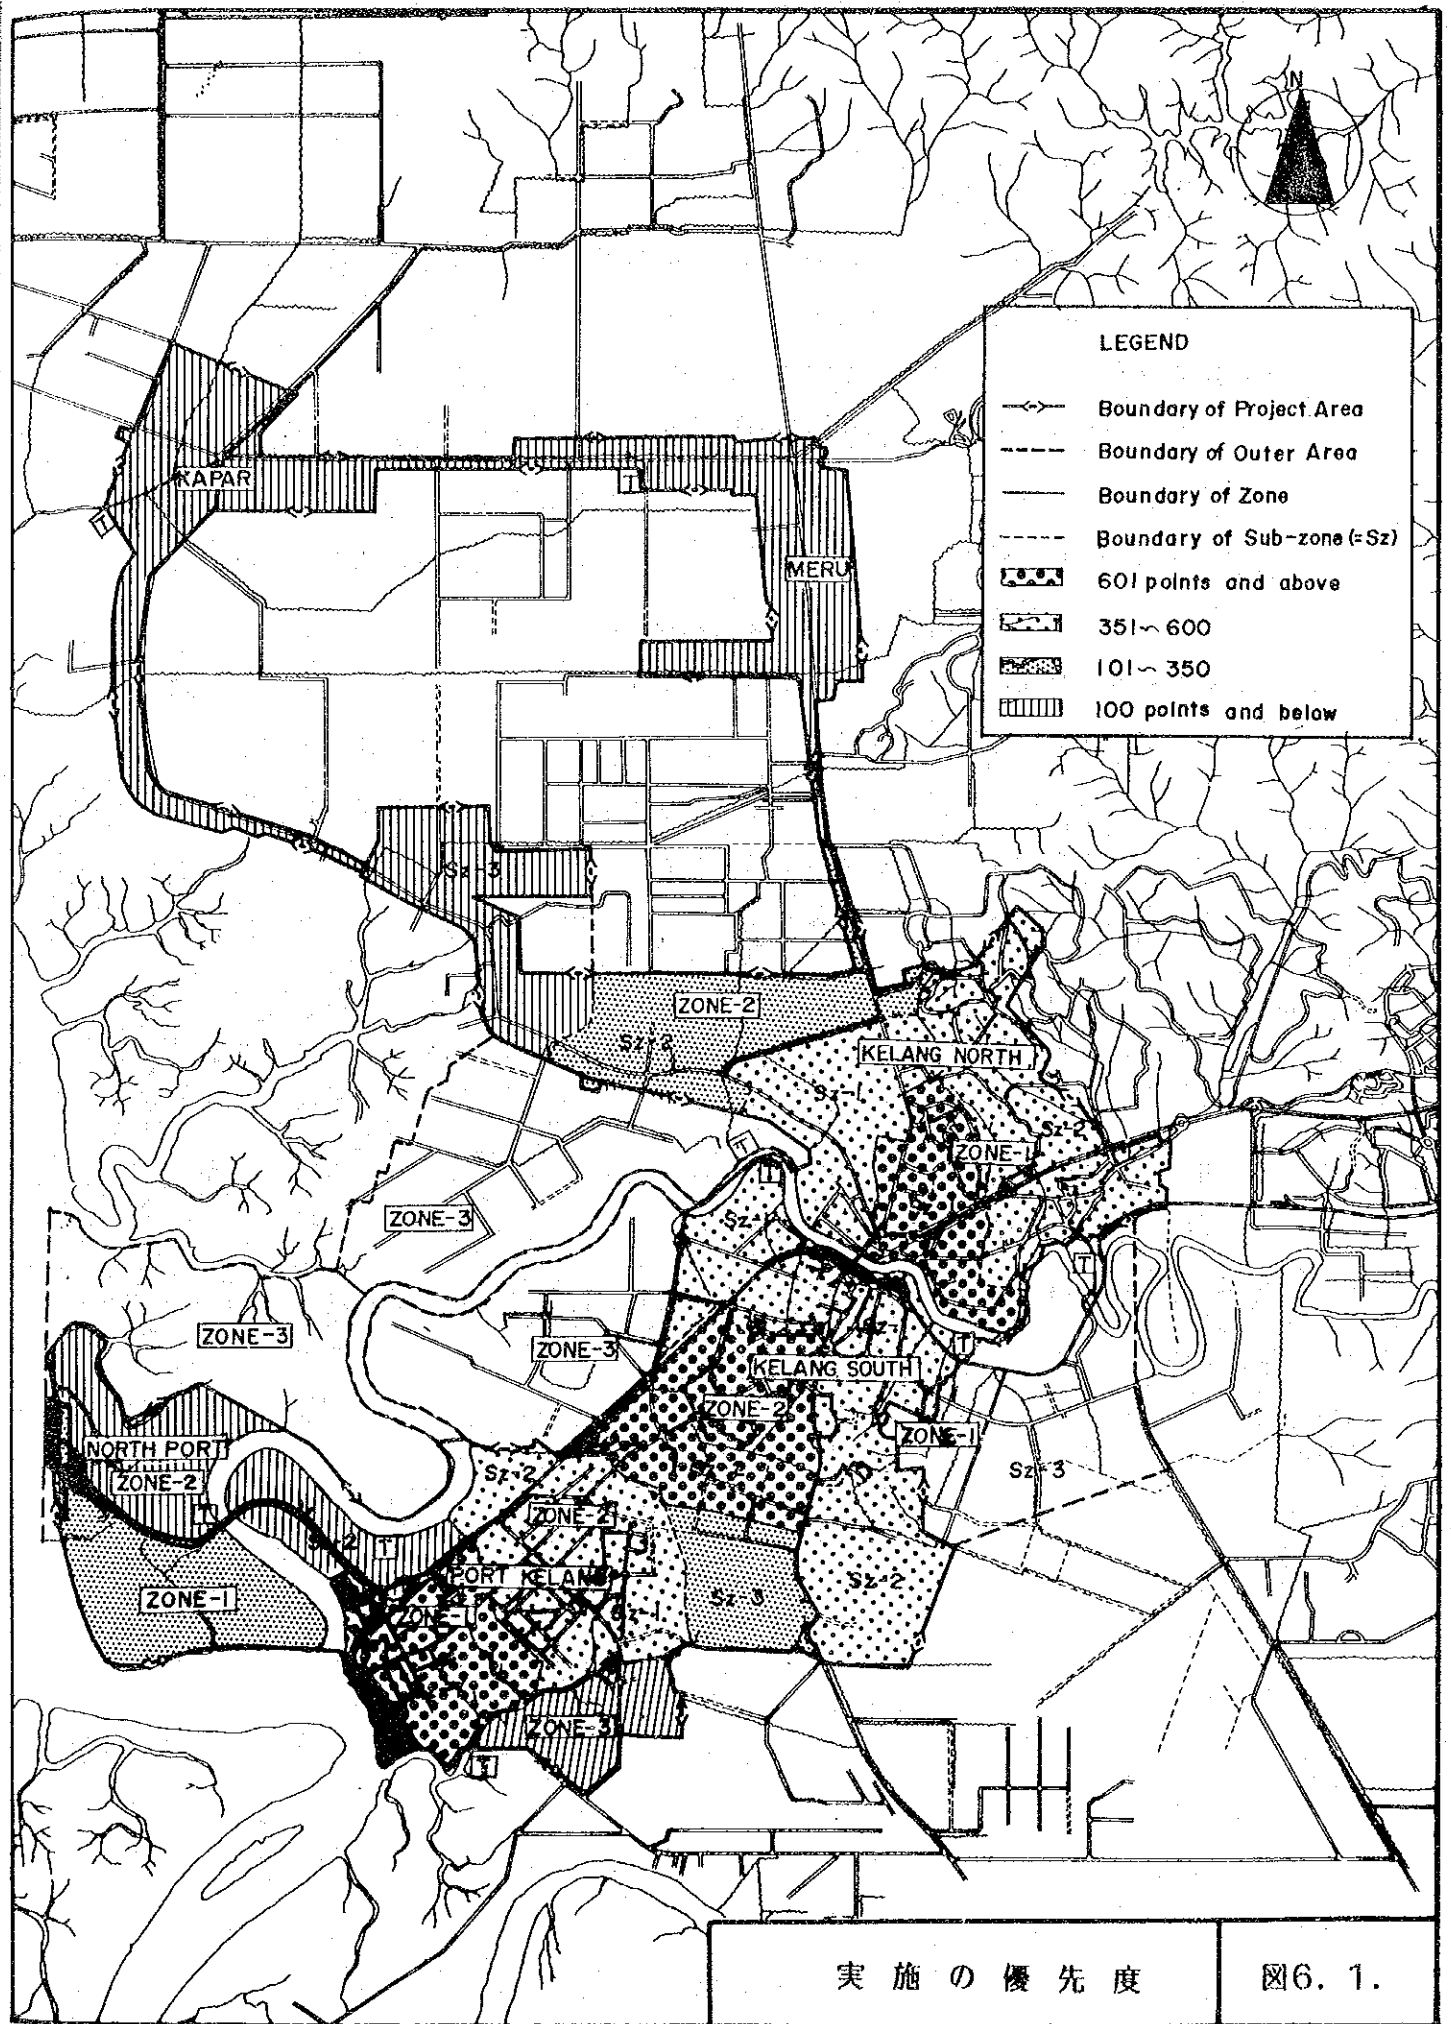 N
LEGEND
Boundary of Project Area
Boundary of Outer Area
Boundary of Zone
Boundary of Sub-zone (=Sz)
601 points and above
351~600
101~350
100 points and below
KAPAR
T
T
MERU
Sz-3
ZONE-2
Sz-2
KELANG NORTH
Sz-1
Sz-2
ZONE-1
T
T
ZONE-3
T
ZONE-3
ZONE-3
T
KELANG SOUTH
ZONE-2
ZONE-1
NORTH PORT
ZONE-2
Sz-2
Sz-3
T
ZONE-2
T
PORT KELANG
ZONE-1
ZONE-1
Sz-1
Sz-3
Sz-2
ZONE-3
T
実施の優先度
図6.1.